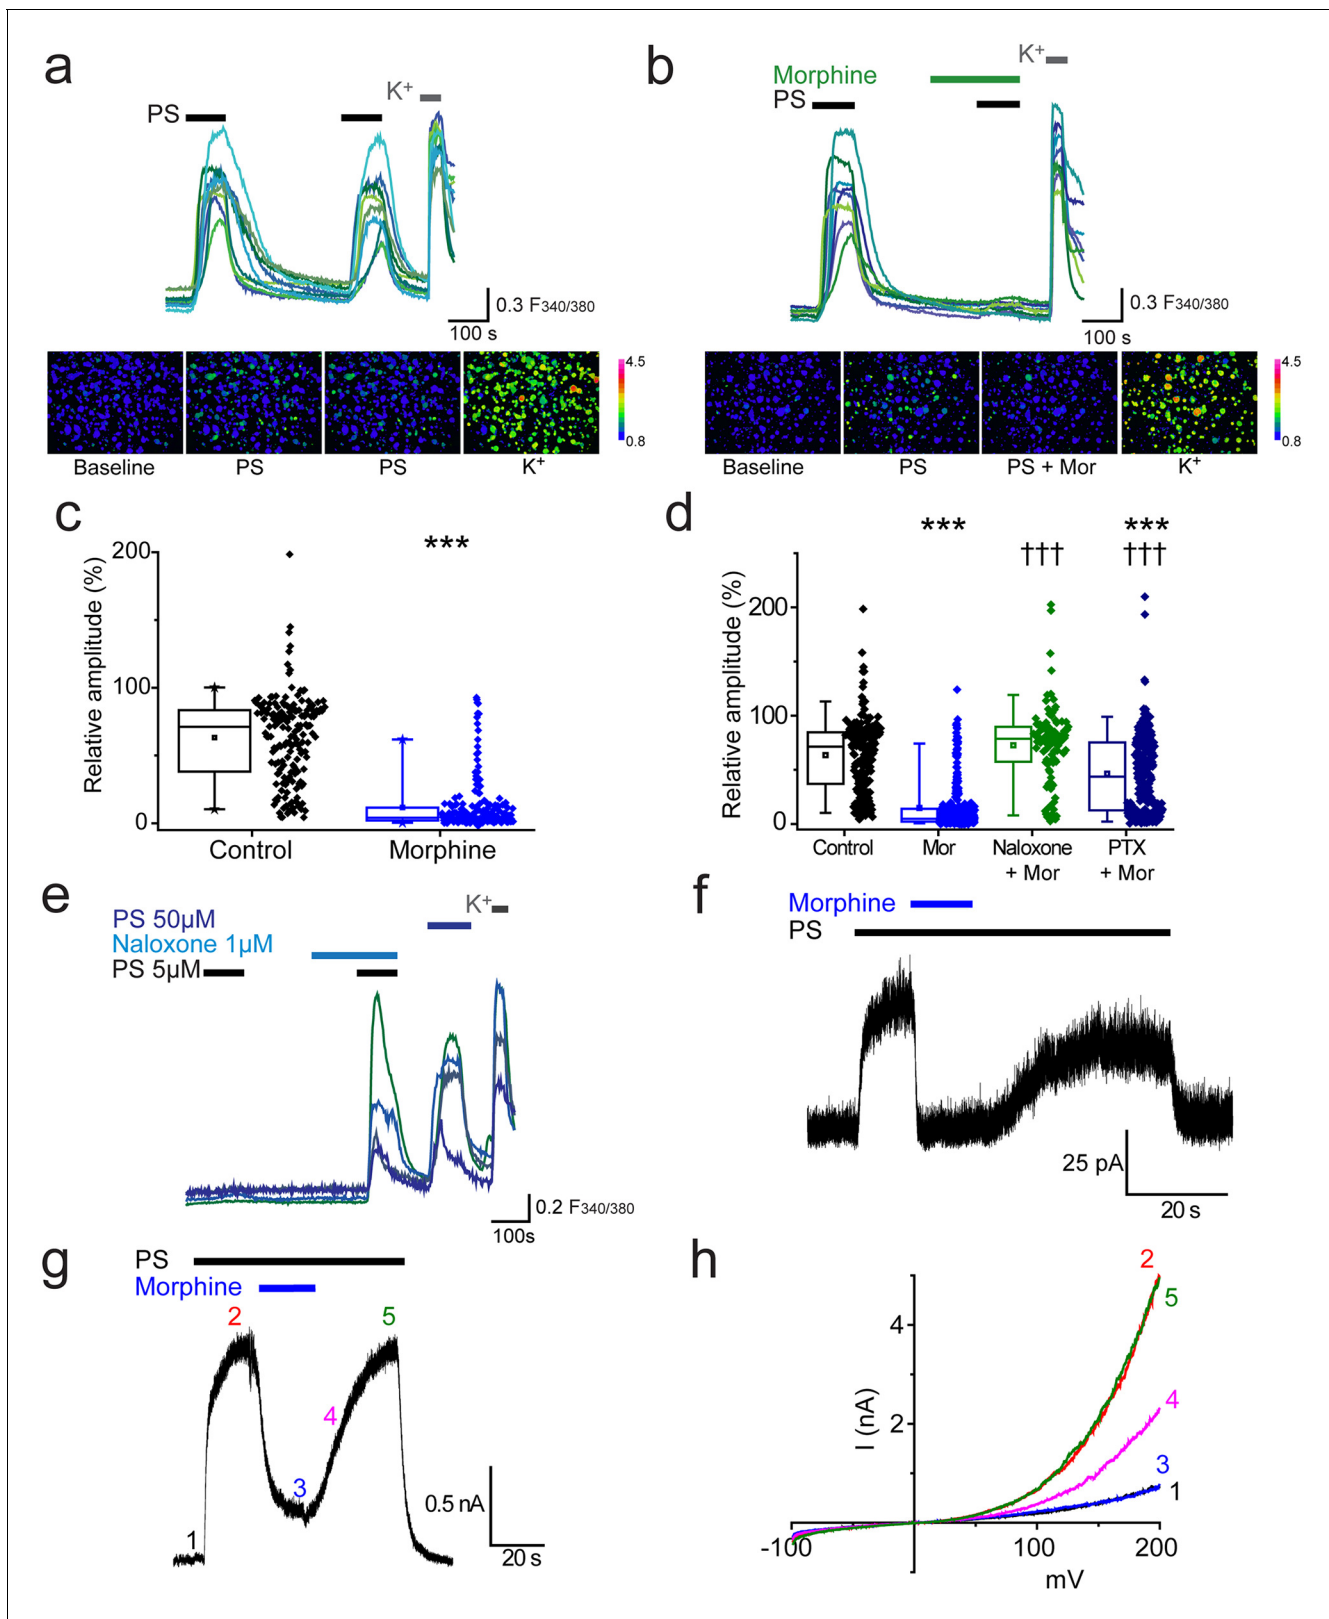 a
K+
PS
0.3 F340/380
100 s
4.5
0.8
Baseline PS PS K+
b
K+
Morphine
PS
0.3 F340/380
100 s
4.5
0.8
Baseline PS PS + Mor K+
c
Relative amplitude (%)
200
100
0
***
Control Morphine
d
Relative amplitude (%)
200
100
0
*** ††† ***
†††
Control Mor Naloxone + Mor PTX + Mor
e
K+
PS 50µM
Naloxone 1µM
PS 5µM
0.2 F340/380
100s
f
Morphine
PS
25 pA
20 s
g
PS
Morphine
1
2
3
4
5
0.5 nA
20 s
h
I (nA)
4
2
2
5
4
3
1
-100 100 200
mV